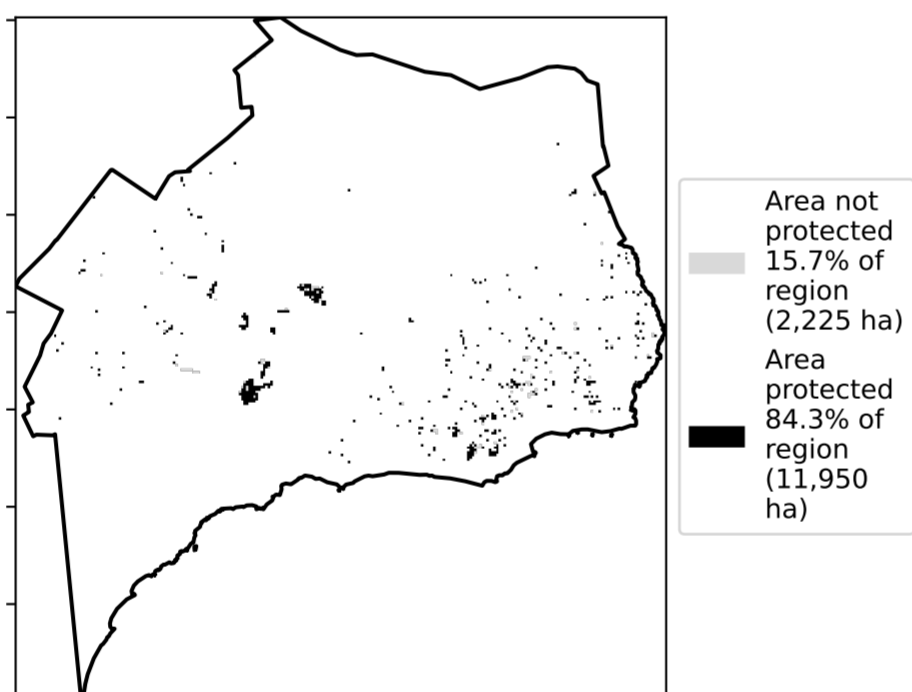 Area not
protected
15.7% of
region
(2,225 ha)
Area
protected
84.3% of
region
(11,950
ha)